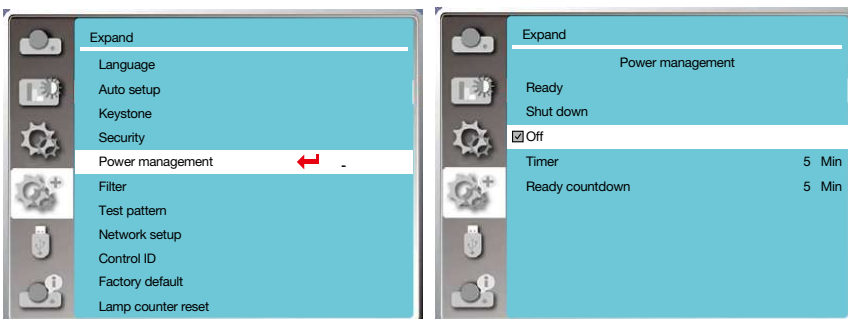 Expand
Language
Auto setup
Keystone
Security
Power management
Filter
Test pattern
Network setup
Control ID
Factory default
Lamp counter reset
Expand
Power management
Ready
Shut down
Off
Timer 5 Min
Ready countdown 5 Min